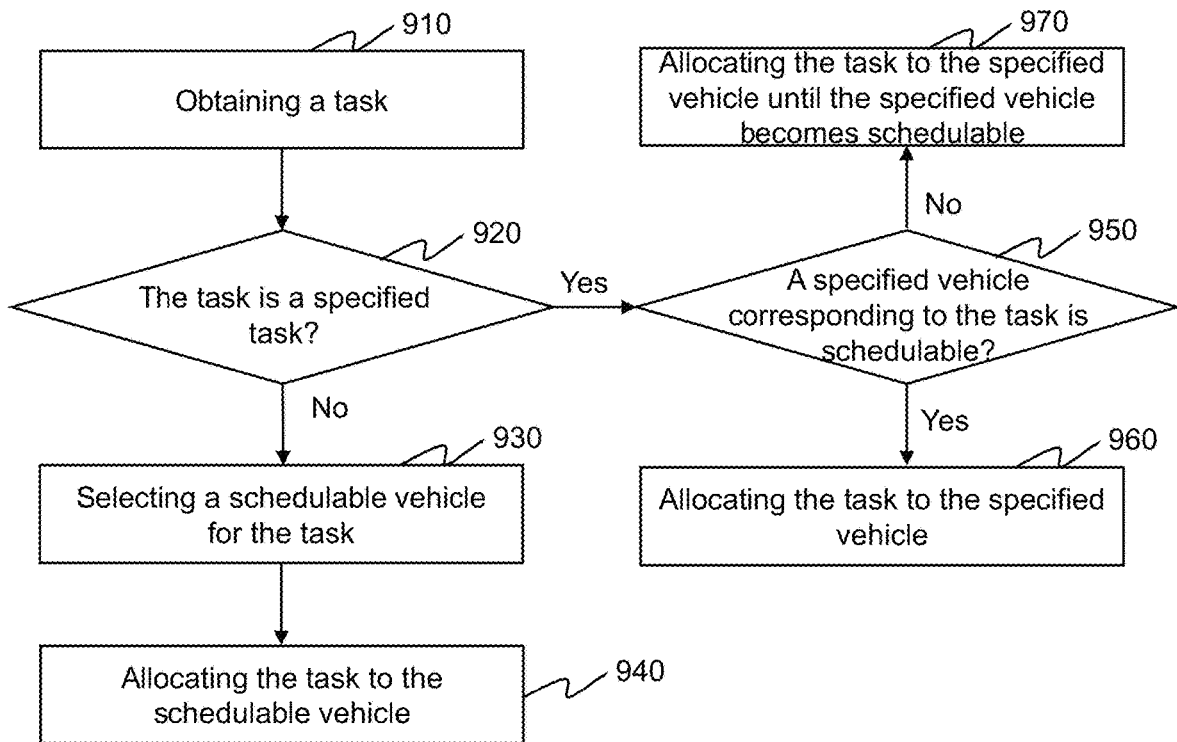 910
Obtaining a task
920
The task is a specified
task?
Yes
No
930
Selecting a schedulable vehicle
for the task
Allocating the task to the
schedulable vehicle
940
970
Allocating the task to the specified
vehicle until the specified vehicle
becomes schedulable
No
950
A specified vehicle
corresponding to the task is
schedulable?
Yes
960
Allocating the task to the specified
vehicle